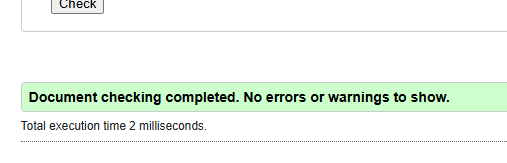 Check
Document checking completed. No errors or warnings to show.
Total execution time 2 milliseconds.